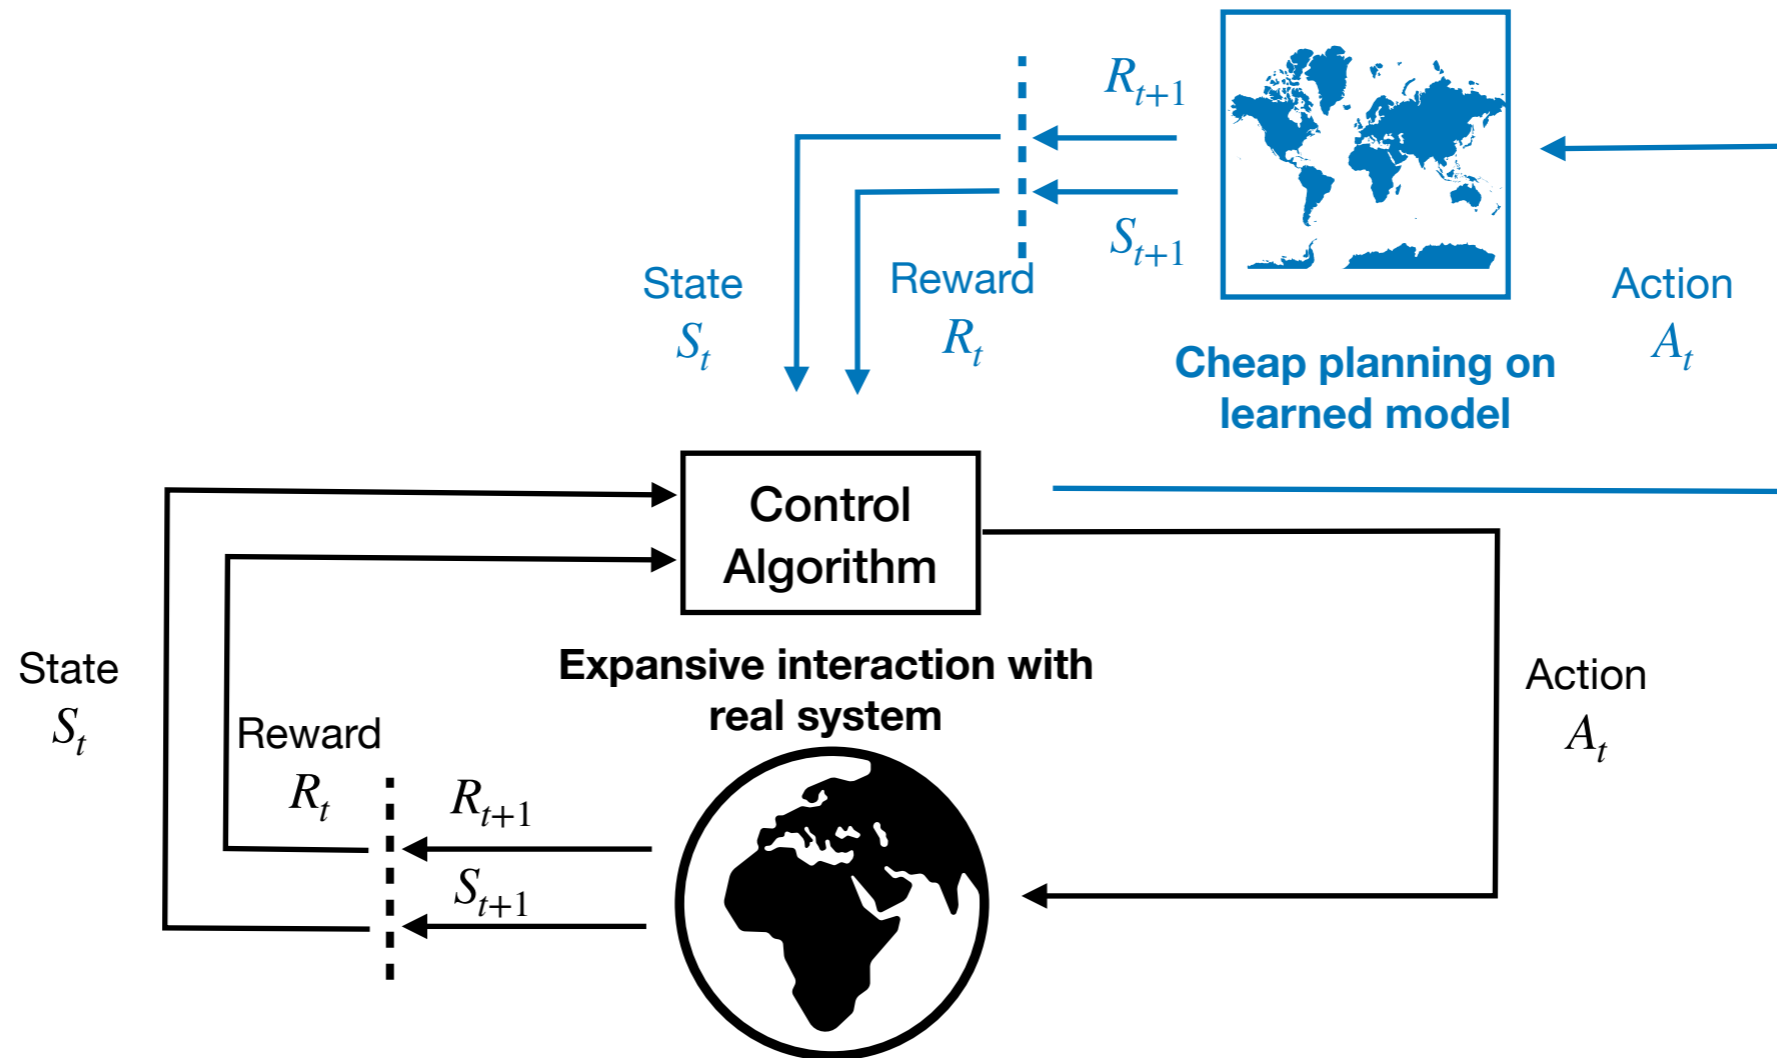 R_{t+1}
S_{t+1}
State
S_t
Reward
R_t
Action
A_t
Cheap planning on
learned model
Control
Algorithm
Expansive interaction with
real system
State
S_t
Reward
R_t
R_{t+1}
S_{t+1}
Action
A_t